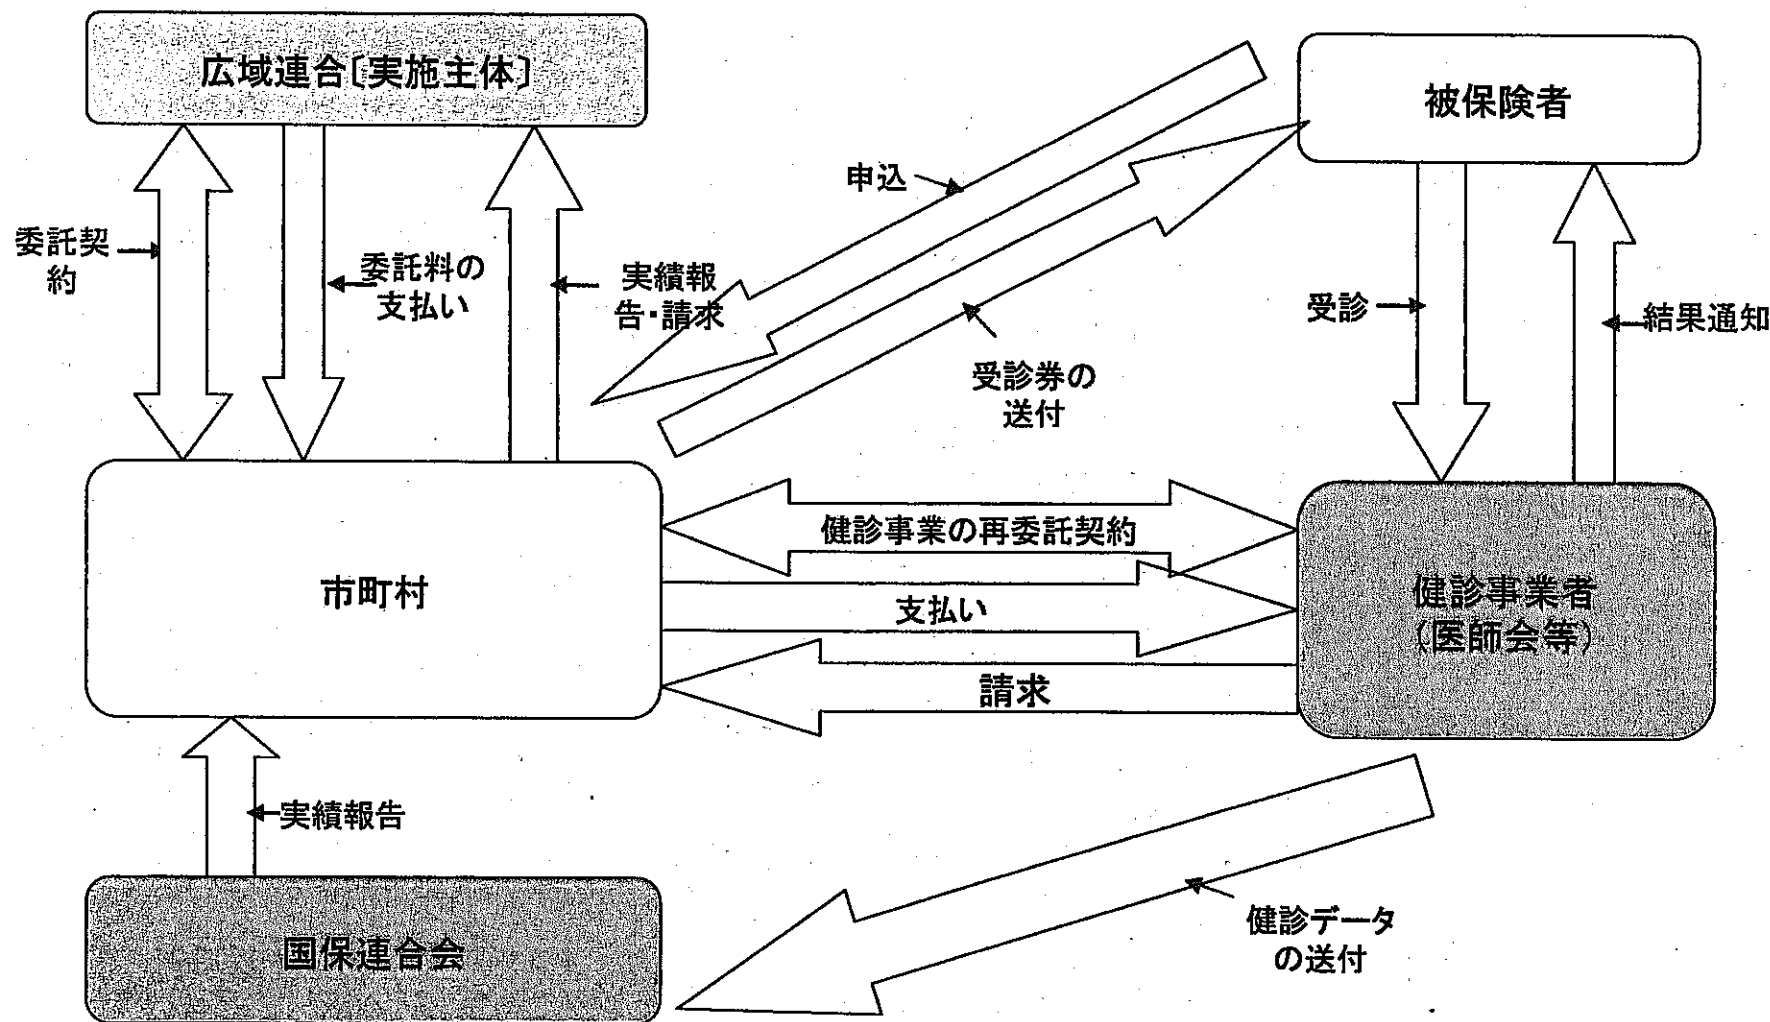 広域連合〔実施主体〕
被保険者
申込
委託契
約
委託料の
支払い
実績報
告・請求
受診
結果通知
受診券の
送付
健診事業の再委託契約
市町村
支払い
健診事業者
（医師会等）
請求
実績報告
国保連合会
健診データ
の送付